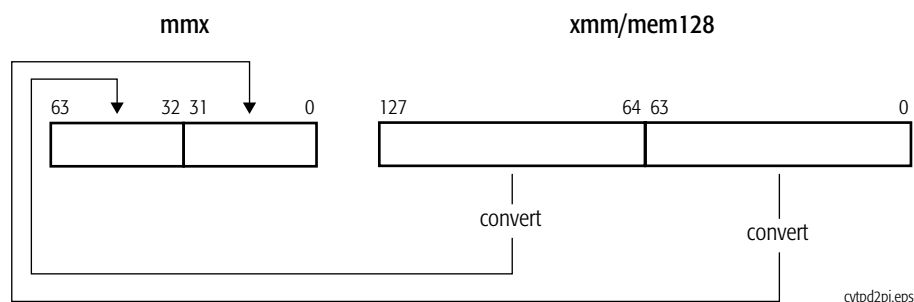 mmx
xmm/mem128
63 32 31 0
127 64 63 0
convert
convert
cvtpd2pi.eps